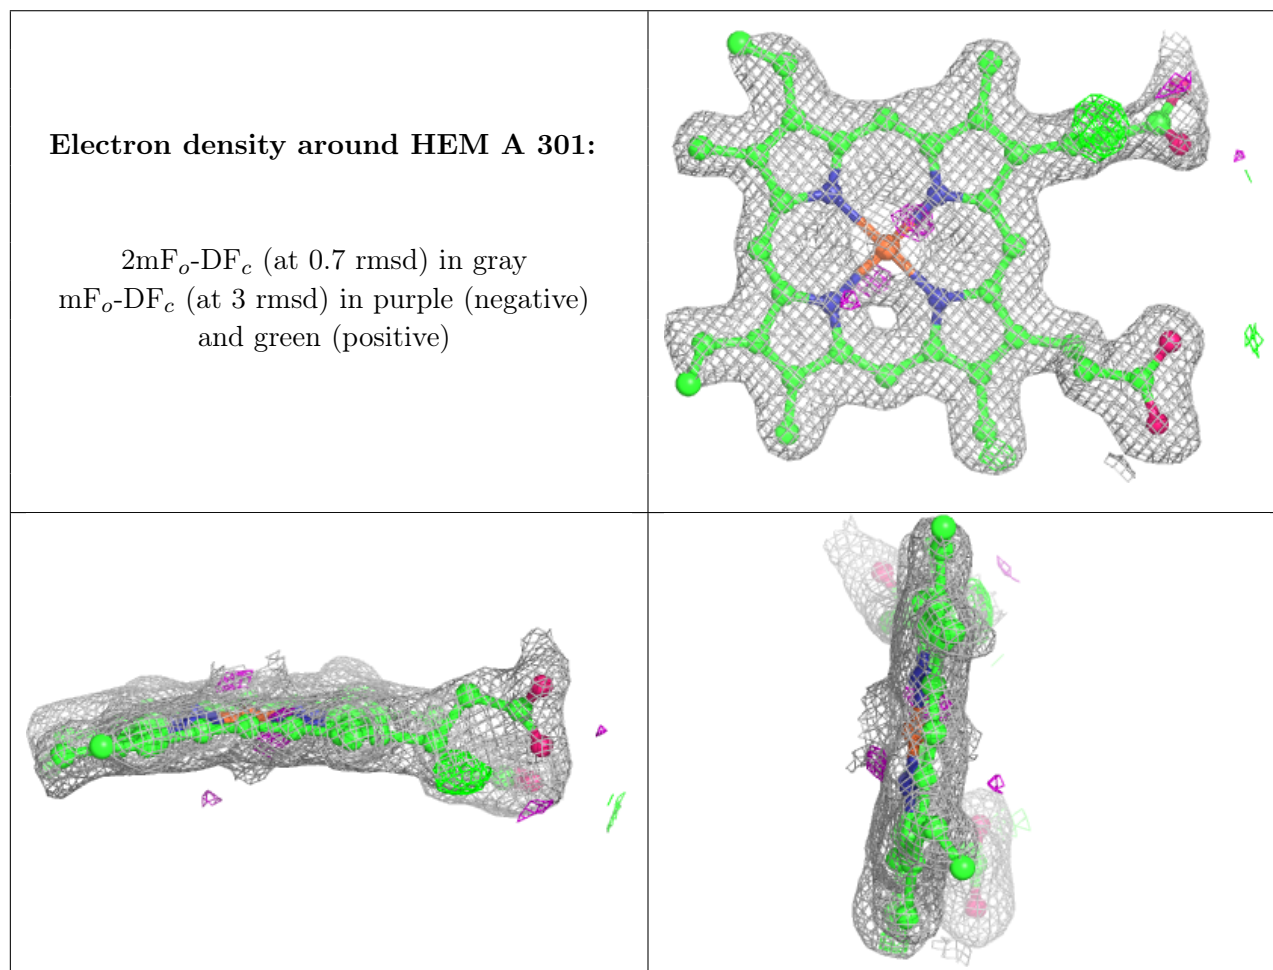 Electron density around HEM A 301:
2mFₒ-DF𝒸 (at 0.7 rmsd) in gray
mFₒ-DF𝒸 (at 3 rmsd) in purple (negative)
and green (positive)